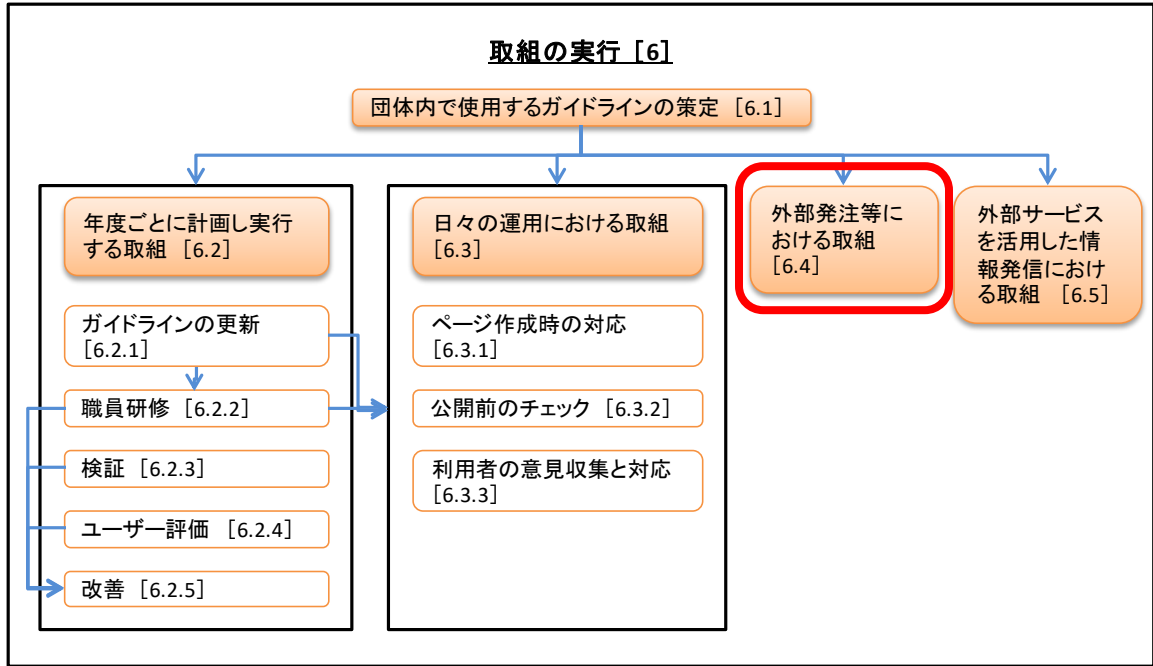 取組の実行［6］
団体内で使用するガイドラインの策定［6.1］
年度ごとに計画し実行
する取組［6.2］
ガイドラインの更新
［6.2.1］
職員研修［6.2.2］
検証［6.2.3］
ユーザー評価［6.2.4］
改善［6.2.5］
日々の運用における取組
［6.3］
ページ作成時の対応
［6.3.1］
公開前のチェック［6.3.2］
利用者の意見収集と対応
［6.3.3］
外部発注等に
おける取組
［6.4］
外部サービス
を活用した情
報発信におけ
る取組［6.5］